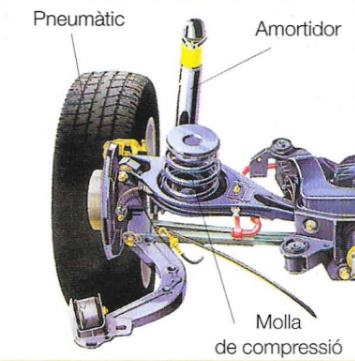 Pneumàtic
Amortidor
Molla
de compressió